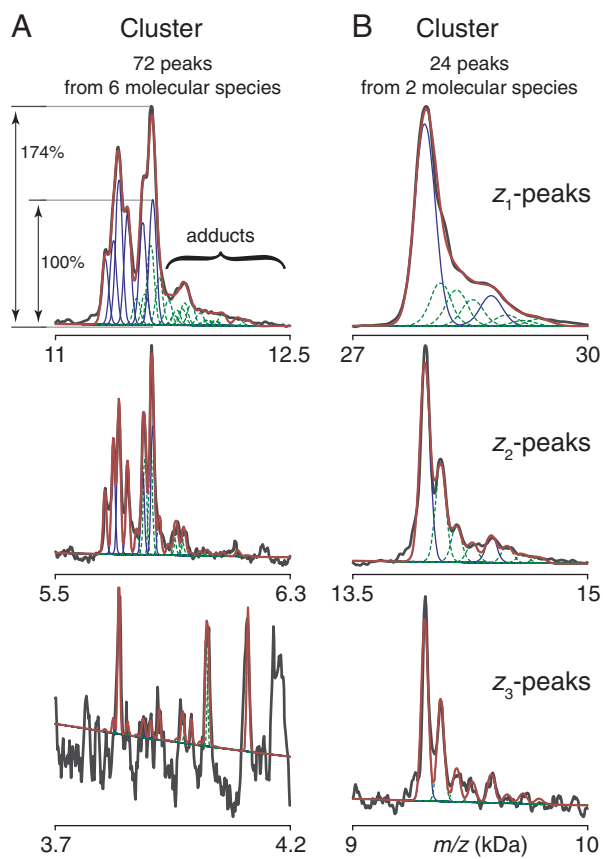 A Cluster
72 peaks
from 6 molecular species
174%
100%
adducts
11 12.5
5.5 6.3
3.7 4.2
B Cluster
24 peaks
from 2 molecular species
z1-peaks
27 30
z2-peaks
13.5 15
z3-peaks
9 m/z (kDa) 10